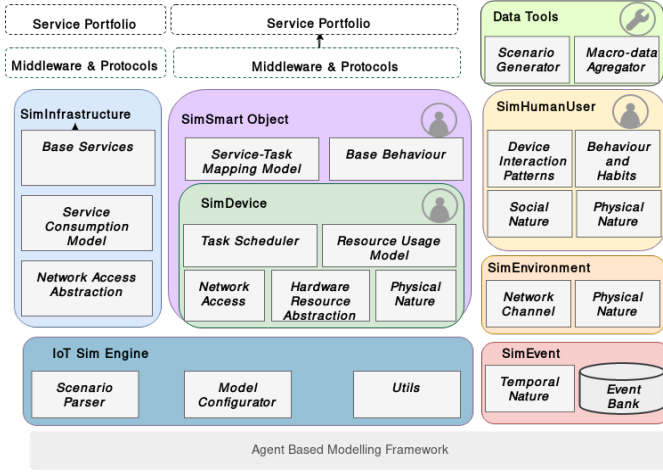 Service Portfolio
Service Portfolio
Middleware & Protocols
Middleware & Protocols
Data Tools
Scenario
Generator
Macro-data
Agregator
SimInfrastructure
Base Services
Service
Consumption
Model
Network Access
Abstraction
SimSmart Object
Service-Task
Mapping Model
Base Behaviour
SimDevice
Task Scheduler
Resource Usage
Model
Network
Access
Hardware
Resource
Abstraction
Physical
Nature
SimHumanUser
Device
Interaction
Patterns
Behaviour
and
Habits
Social
Nature
Physical
Nature
SimEnvironment
Network
Channel
Physical
Nature
IoT Sim Engine
Scenario
Parser
Model
Configurator
Utils
SimEvent
Temporal
Nature
Event
Bank
Agent Based Modelling Framework